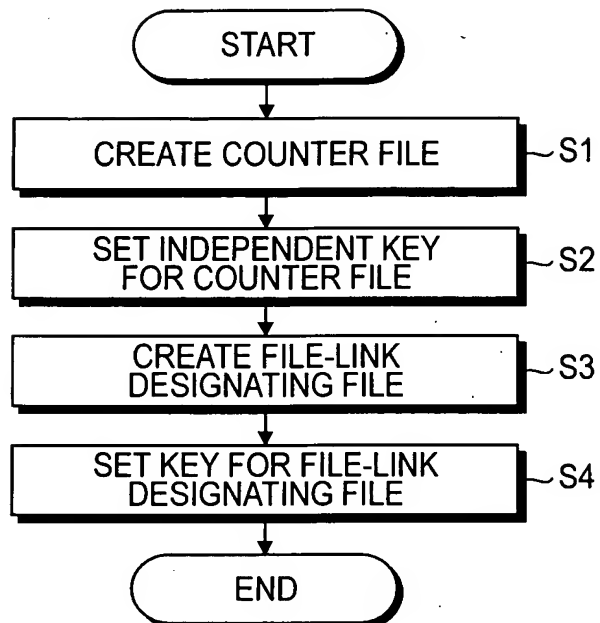 START
CREATE COUNTER FILE
S1
SET INDEPENDENT KEY
FOR COUNTER FILE
S2
CREATE FILE-LINK
DESIGNATING FILE
S3
SET KEY FOR FILE-LINK
DESIGNATING FILE
S4
END